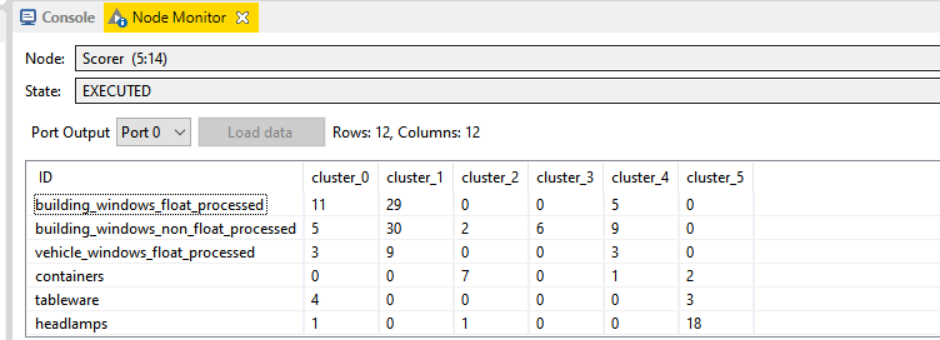 Console Node Monitor
Node: Scorer (5:14)
State: EXECUTED
Port Output Port 0 Load data Rows: 12, Columns: 12
ID cluster_0 cluster_1 cluster_2 cluster_3 cluster_4 cluster_5
building_windows_float_processed 11 29 0 0 5 0
building_windows_non_float_processed 5 30 2 6 9 0
vehicle_windows_float_processed 3 9 0 0 3 0
containers 0 0 7 0 1 2
tableware 4 0 0 0 0 3
headlamps 1 0 1 0 0 18